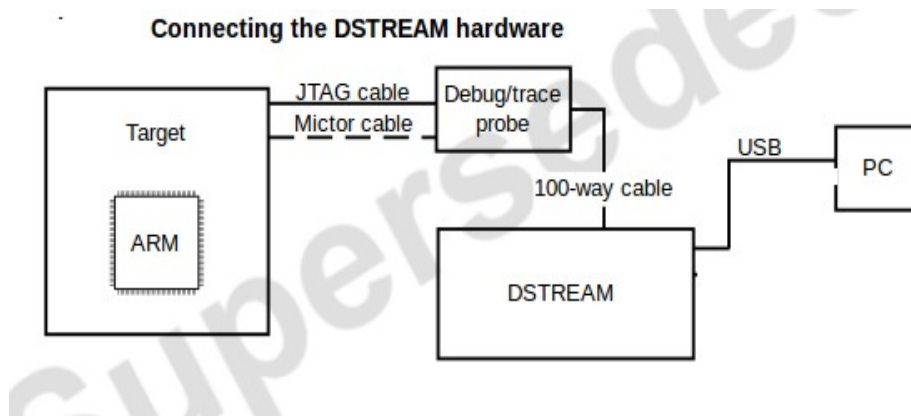 Connecting the DSTREAM hardware
JTAG cable
Mictor cable
Debug/trace
probe
Target
USB
PC
100-way cable
ARM
DSTREAM
Superseded